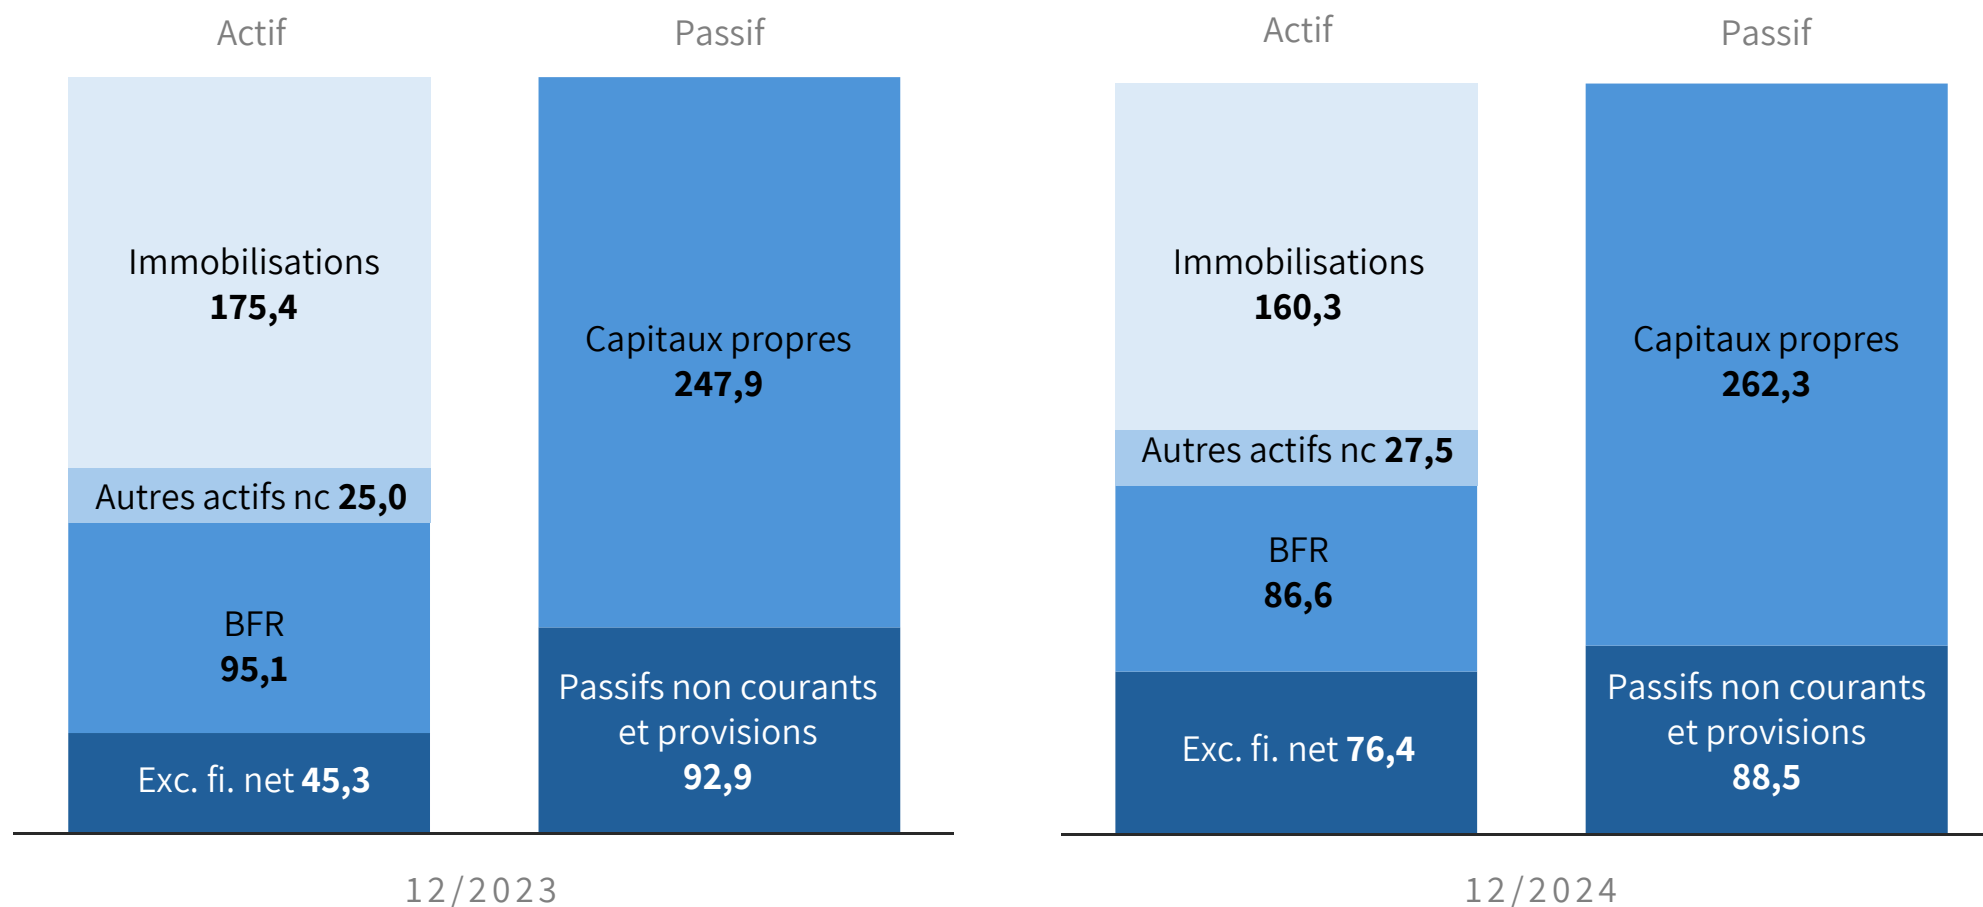 Actif
Passif
Immobilisations
175,4
Autres actifs nc 25,0
BFR
95,1
Exc. fi. net 45,3
Capitaux propres
247,9
Passifs non courants
et provisions
92,9
12/2023
Actif
Passif
Immobilisations
160,3
Autres actifs nc 27,5
BFR
86,6
Exc. fi. net 76,4
Capitaux propres
262,3
Passifs non courants
et provisions
88,5
12/2024